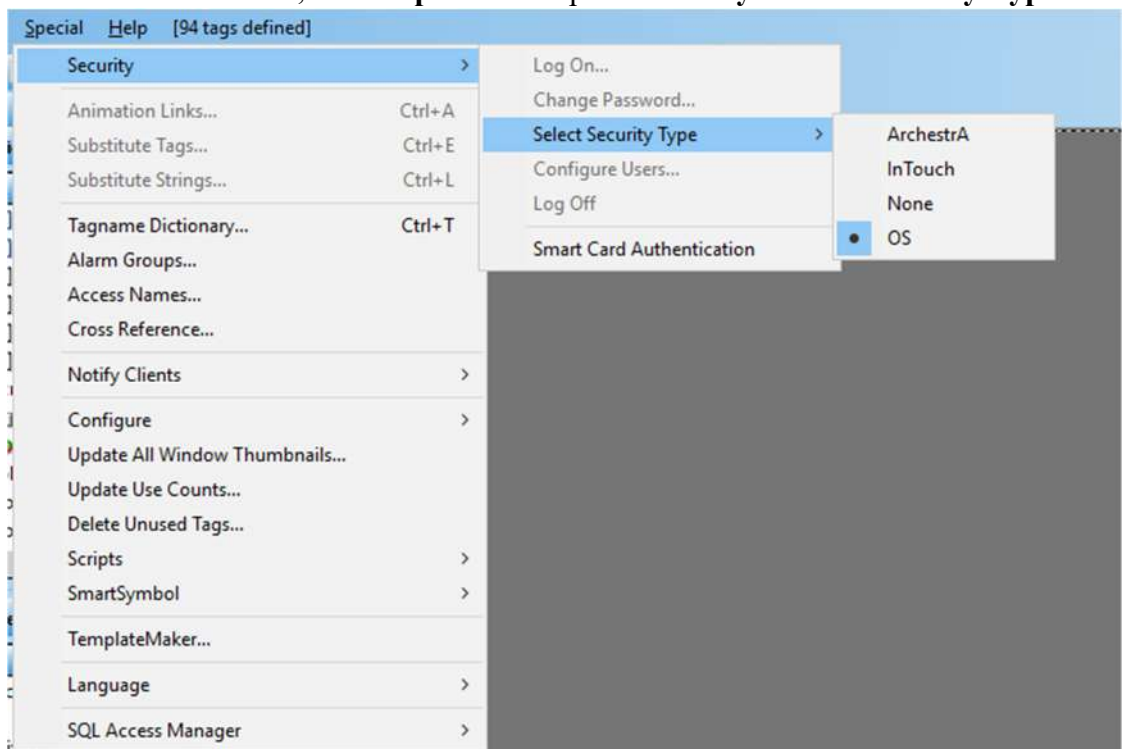 Special Help [94 tags defined]
Security >
Animation Links... Ctrl+A
Substitute Tags... Ctrl+E
Substitute Strings... Ctrl+L
Tagname Dictionary... Ctrl+T
Alarm Groups...
Access Names...
Cross Reference...
Notify Clients >
Configure >
Update All Window Thumbnails...
Update Use Counts...
Delete Unused Tags...
Scripts >
SmartSymbol >
TemplateMaker...
Language >
SQL Access Manager >
Log On...
Change Password...
Select Security Type >
Configure Users...
Log Off
Smart Card Authentication
ArchestrA
InTouch
None
OS